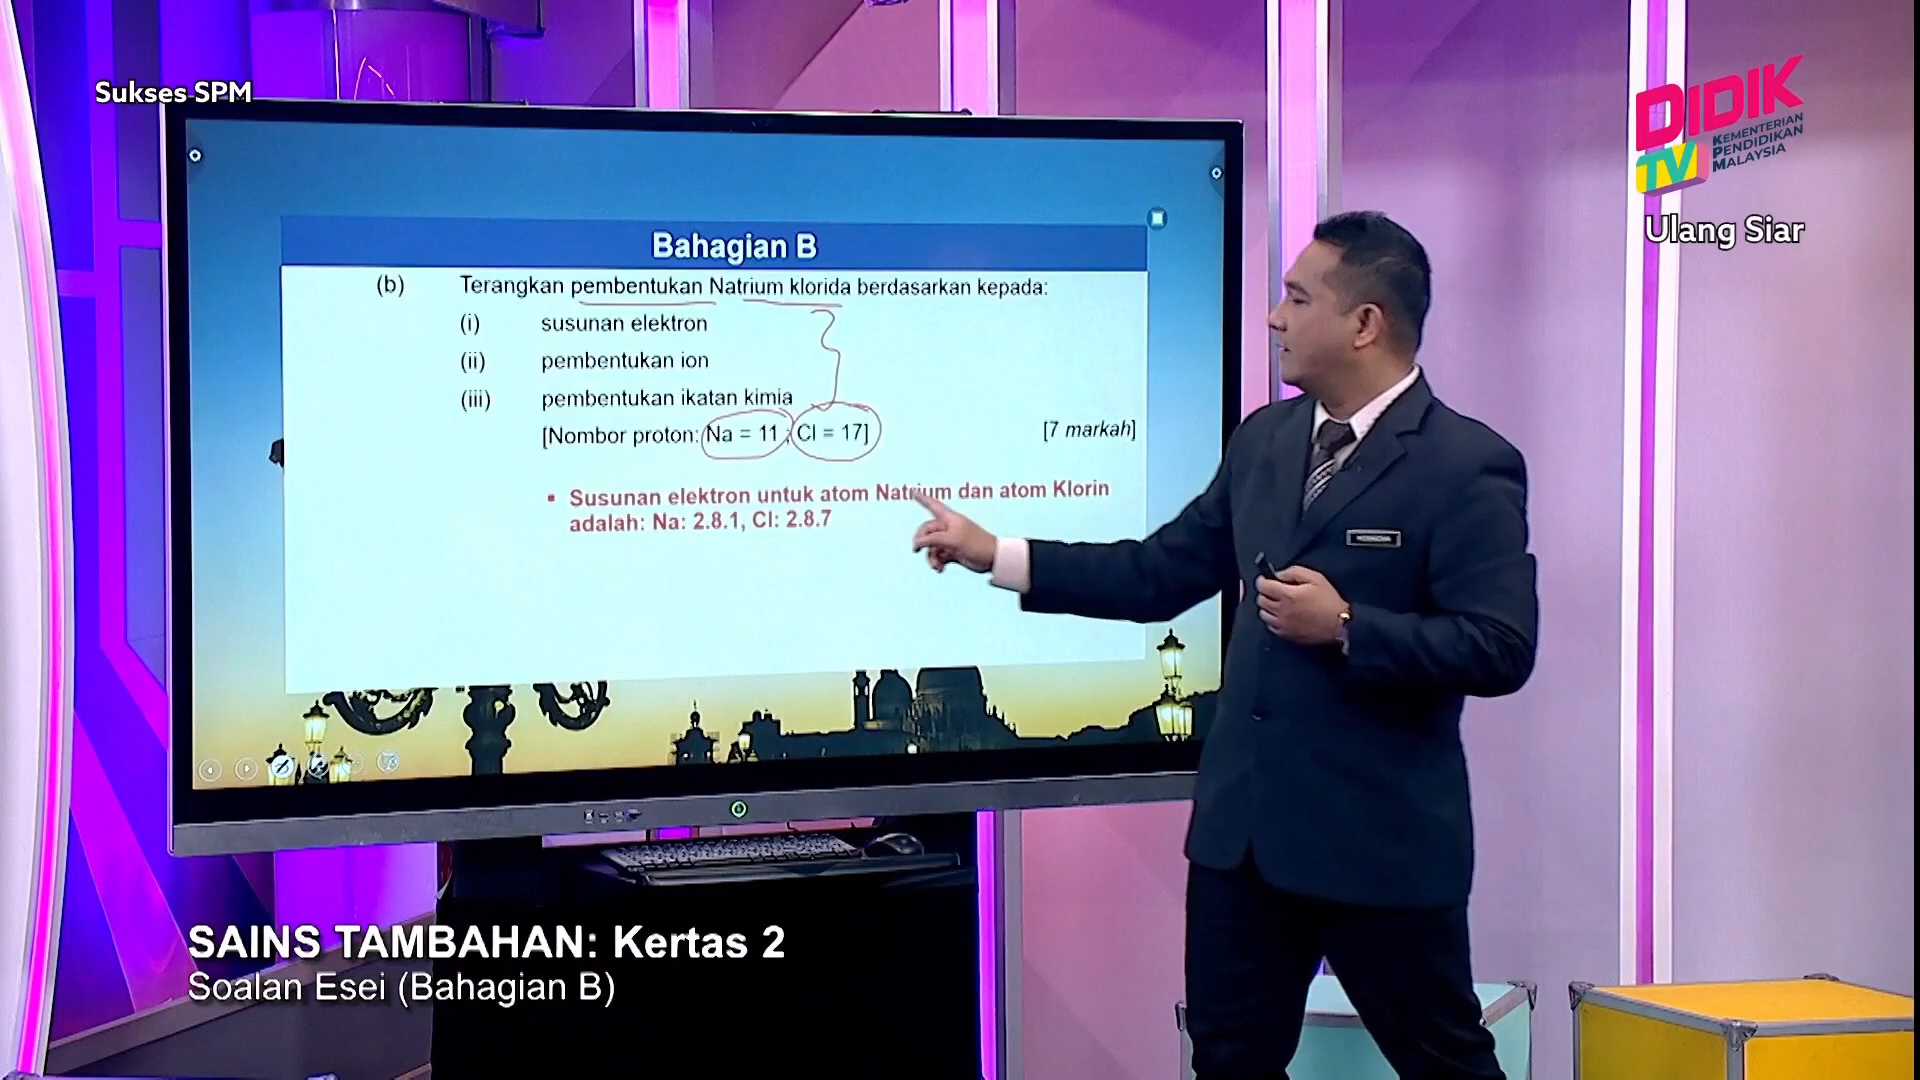 Sukses SPM
DIDIK
TV
KEMENTERIAN
PENDIDIKAN
MALAYSIA
Ulang Siar
Bahagian B
(b) Terangkan pembentukan Natrium klorida berdasarkan kepada:
(i) susunan elektron
(ii) pembentukan ion
(iii) pembentukan ikatan kimia
[Nombor proton: Na = 11 ; Cl = 17] [7 markah]
▪ Susunan elektron untuk atom Natrium dan atom Klorin
adalah: Na: 2.8.1, Cl: 2.8.7
SAINS TAMBAHAN: Kertas 2
Soalan Esei (Bahagian B)